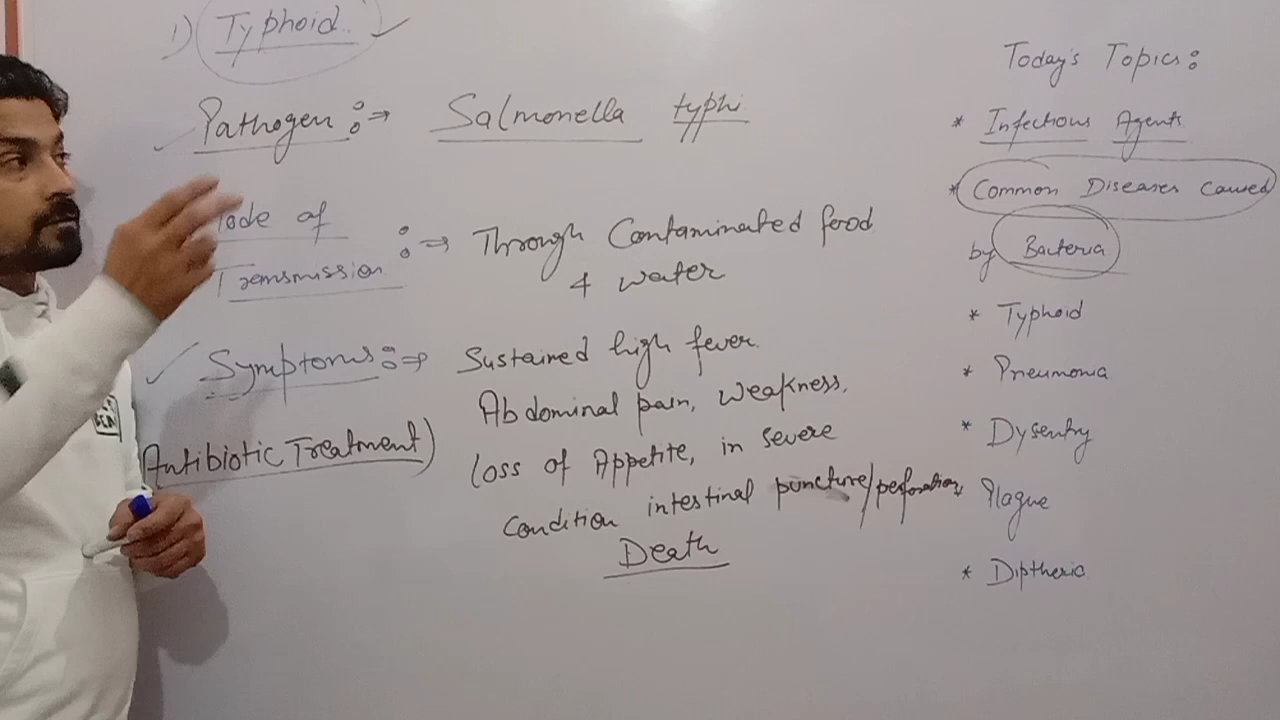 1) Typhoid
Pathogen :⇒ Salmonella typhi
Mode of
Transmission :⇒ Through Contaminated food
& water
Symptoms :⇒ Sustained high fever.
Abdominal pain, weakness,
loss of Appetite, in severe
Condition intestinal puncture/perforation,
Death
Antibiotic Treatment)
Today's Topics :
* Infectious Agents
* Common Diseases Caused
by Bacteria
* Typhoid
* Pneumonia
* Dysentry
* Plague
* Diptheria